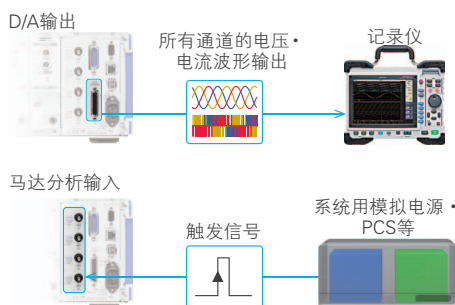 D/A输出
所有通道的电压・
电流波形输出
记录仪
马达分析输入
触发信号
系统用模拟电源・
PCS等